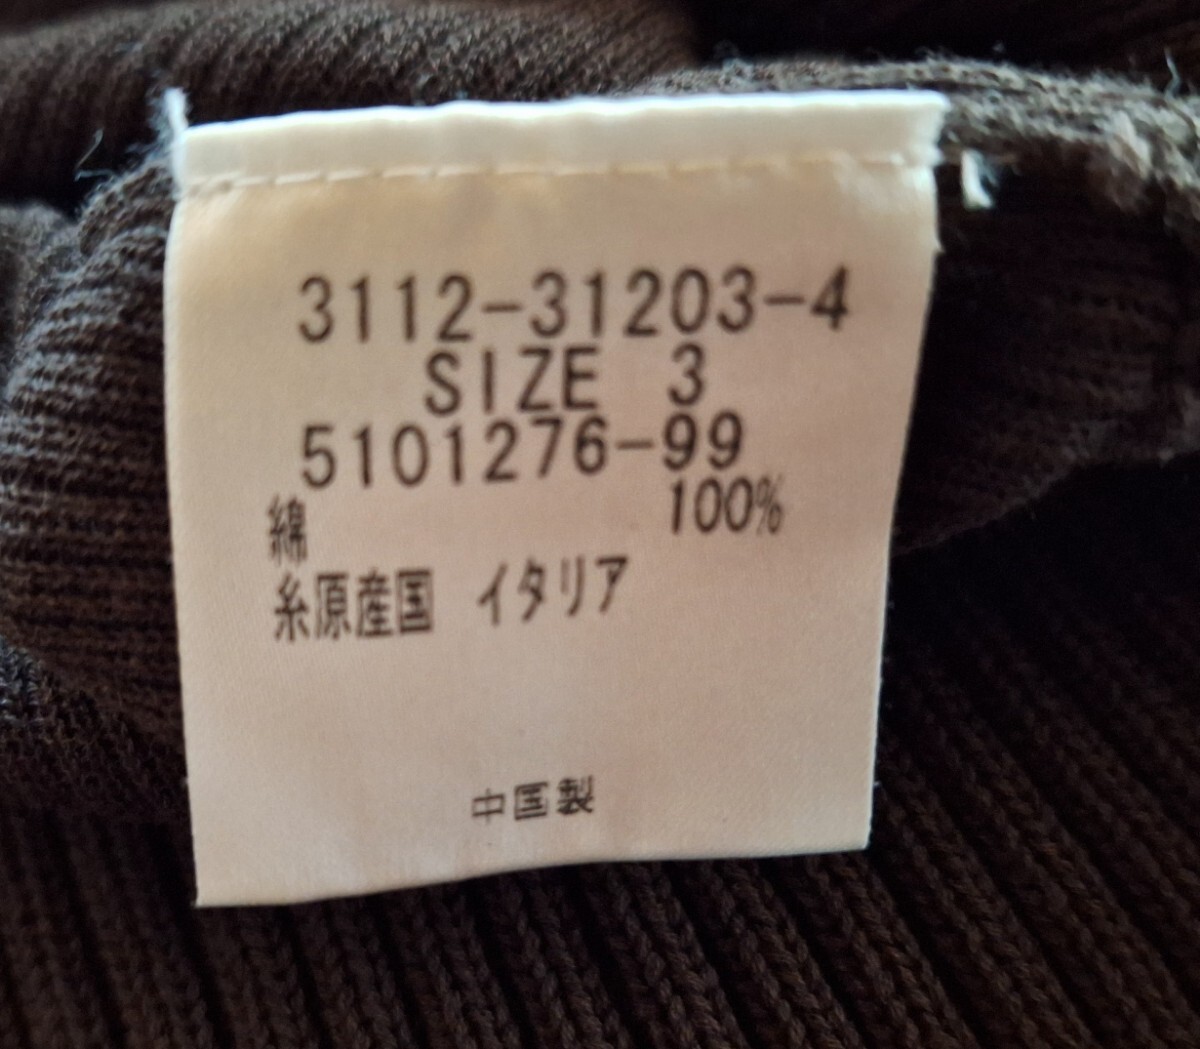 3112-31203-4
SIZE 3
5101276-99
綿 100%
糸原産国 イタリア
中国製